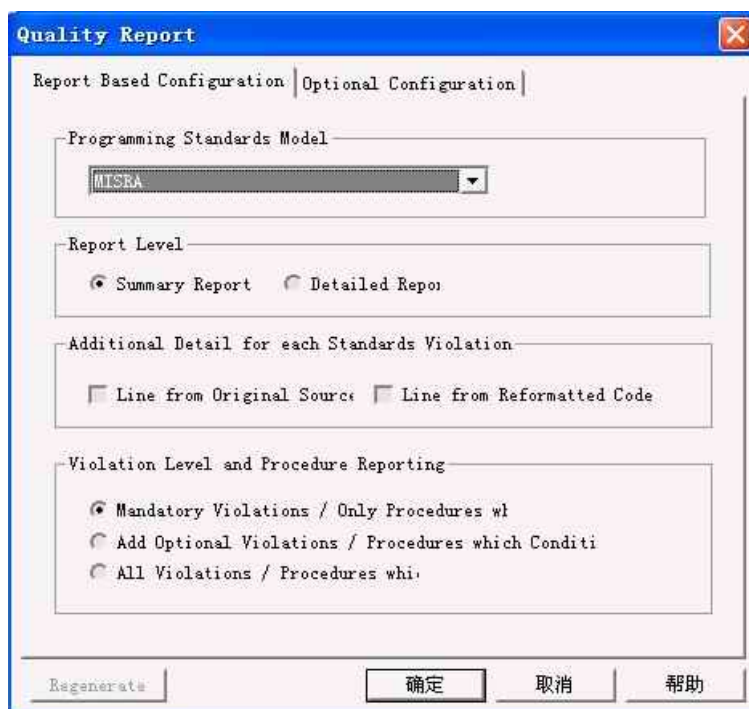 Quality Report
Report Based Configuration Optional Configuration
Programming Standards Model
MISRA
Report Level
Summary Report Detailed Repor
Additional Detail for each Standards Violation
Line from Original Source Line from Reformatted Code
Violation Level and Procedure Reporting
Mandatory Violations / Only Procedures wh
Add Optional Violations / Procedures which Conditi
All Violations / Procedures whi
Regenerate 确定 取消 帮助